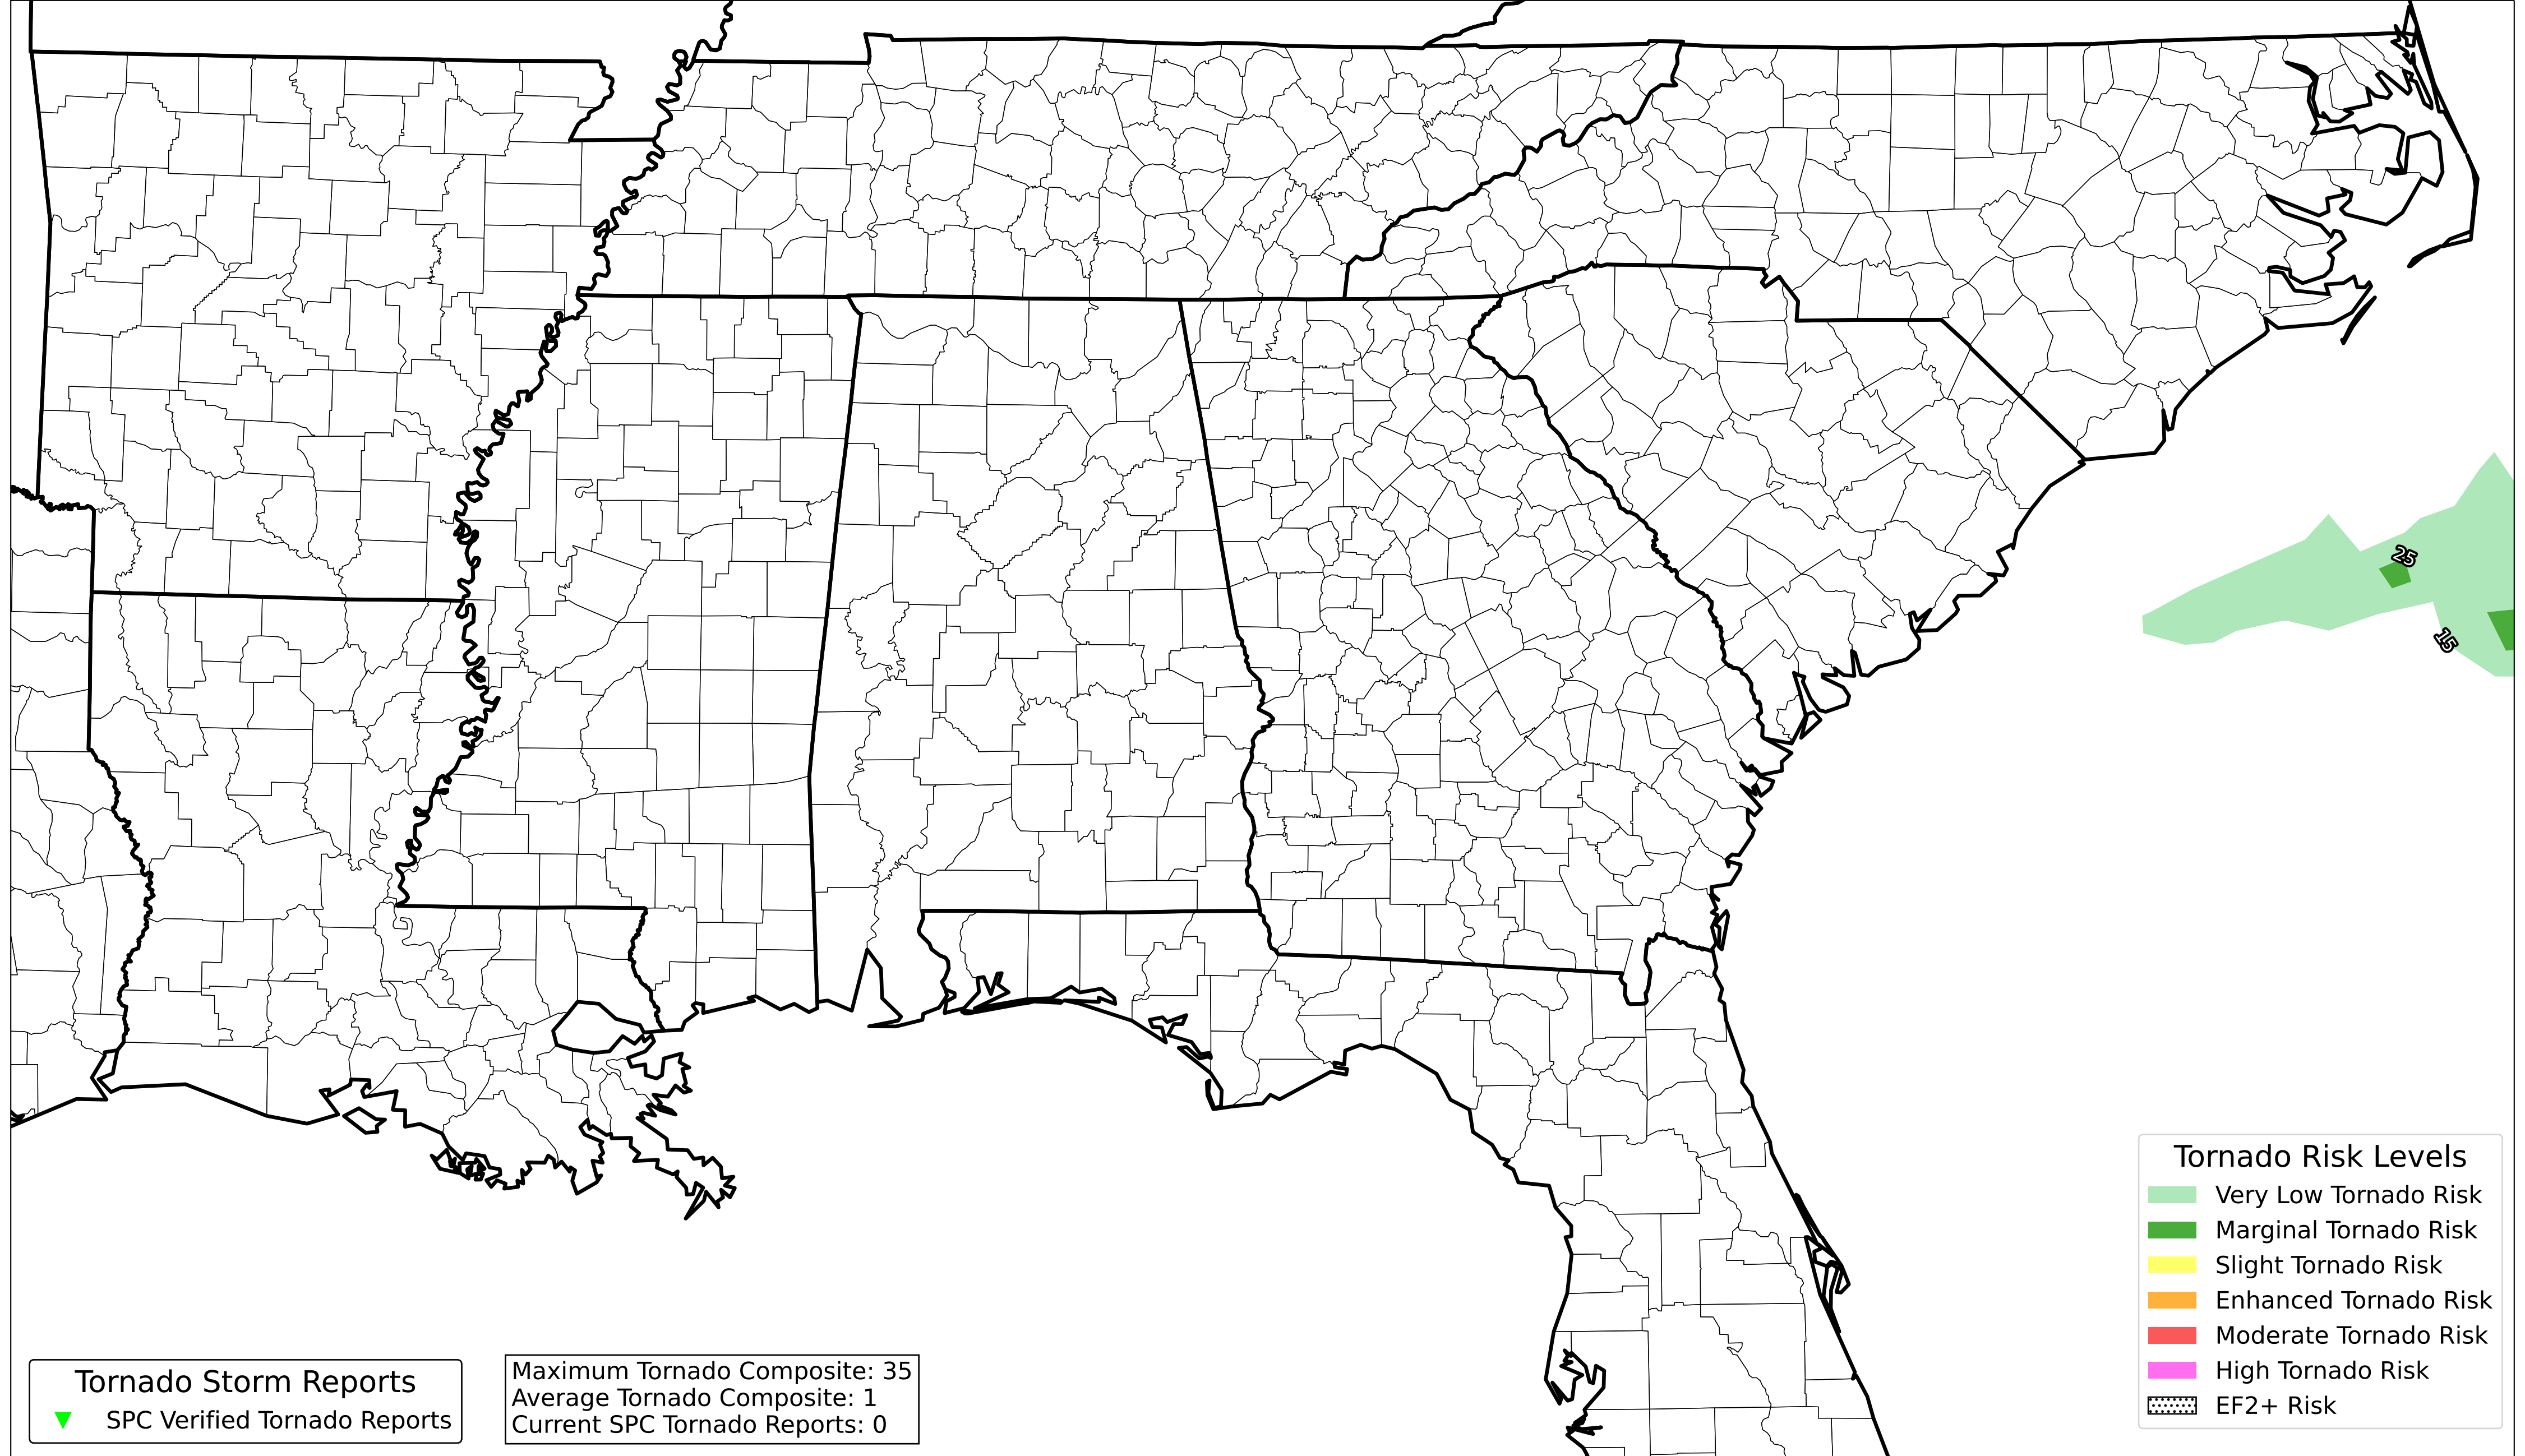 25
15
Tornado Risk Levels
Very Low Tornado Risk
Marginal Tornado Risk
Slight Tornado Risk
Enhanced Tornado Risk
Moderate Tornado Risk
High Tornado Risk
EF2+ Risk
Tornado Storm Reports
SPC Verified Tornado Reports
Maximum Tornado Composite: 35
Average Tornado Composite: 1
Current SPC Tornado Reports: 0